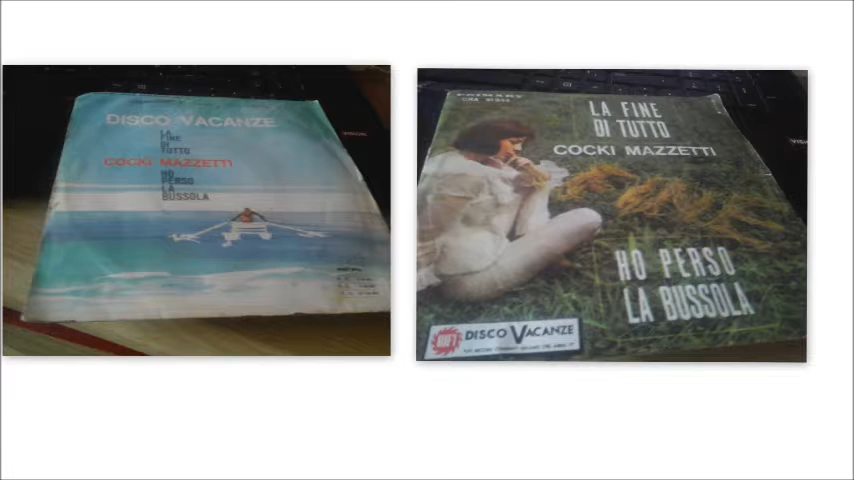 DISCO VACANZE
LA
FINE
DI
TUTTO
COCKI MAZZETTI
HO
PERSO
LA
BUSSOLA
LA FINE
DI TUTTO
COCKI MAZZETTI
HO PERSO
LA BUSSOLA
RIFI
DISCO VACANZE